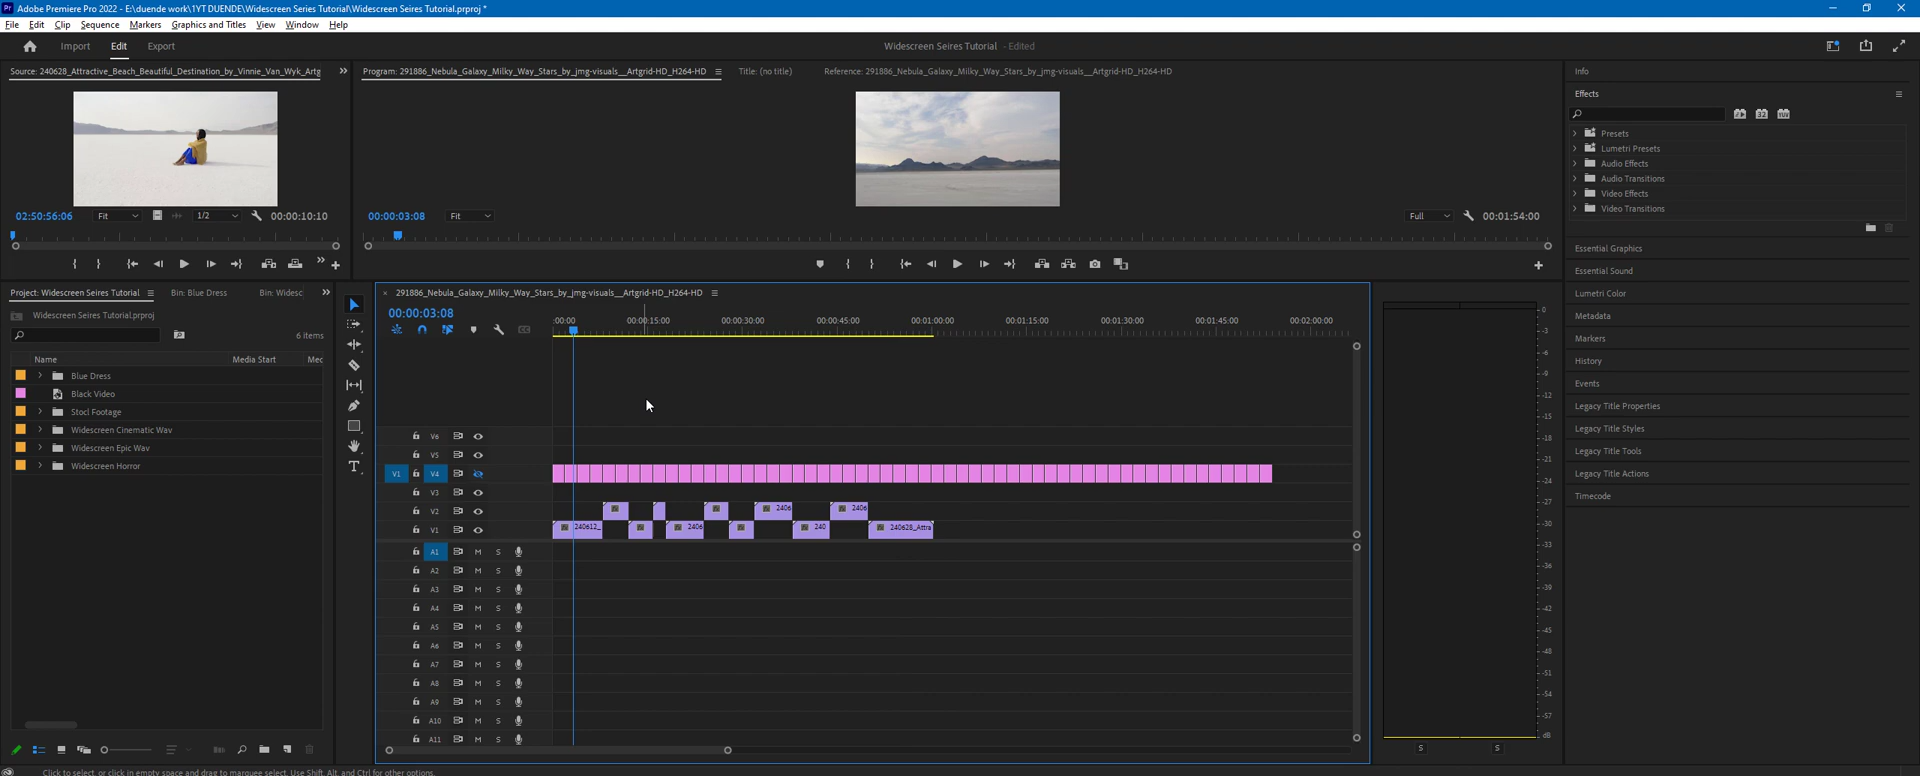 Pr Adobe Premiere Pro 2022 - E:\duende work\1YT DUENDE\Widescreen Series Tutorial\Widescreen Seires Tutorial.prproj *
File Edit Clip Sequence Markers Graphics and Titles View Window Help
Import Edit Export Widescreen Seires Tutorial - Edited
Source: 240628_Attractive_Beach_Beautiful_Destination_by_Vinnie_Van_Wyk_Artg
Program: 291886_Nebula_Galaxy_Milky_Way_Stars_by_jmg-visuals__Artgrid-HD_H264-HD
Title: (no title)
Reference: 291886_Nebula_Galaxy_Milky_Way_Stars_by_jmg-visuals__Artgrid-HD_H264-HD
Info
Effects
32
YUV
Presets
Lumetri Presets
Audio Effects
Audio Transitions
Video Effects
Video Transitions
02:50:56:06 Fit 1/2 00:00:10:10
00:00:03:08 Fit Full 00:01:54:00
Essential Graphics
Essential Sound
Lumetri Color
Metadata
Markers
History
Events
Legacy Title Properties
Legacy Title Styles
Legacy Title Tools
Legacy Title Actions
Timecode
Project: Widescreen Seires Tutorial
Bin: Blue Dress
Bin: Widesc
Widescreen Seires Tutorial.prproj
6 items
Name Media Start Mec
Blue Dress
Black Video
Stocl Footage
Widescreen Cinematic Wav
Widescreen Epic Wav
Widescreen Horror
× 291886_Nebula_Galaxy_Milky_Way_Stars_by_jmg-visuals__Artgrid-HD_H264-HD
00:00:03:08
:00:00 00:00:15:00 00:00:30:00 00:00:45:00 00:01:00:00 00:01:15:00 00:01:30:00 00:01:45:00 00:02:00:00
V6
V5
V1 V4
V3
V2 2406 2406
V1 240612_ 2406 240 240628_Attra
A1 M S
A2 M S
A3 M S
A4 M S
A5 M S
A6 M S
A7 M S
A8 M S
A9 M S
A10 M S
A11 M S
0
-3
-6
-9
-12
-15
-18
-21
-24
-27
-30
-33
-36
-39
-42
-45
-48
-51
-54
-57
dB
S S
Click to select, or click in empty space and drag to marquee select. Use Shift, Alt, and Ctrl for other options.